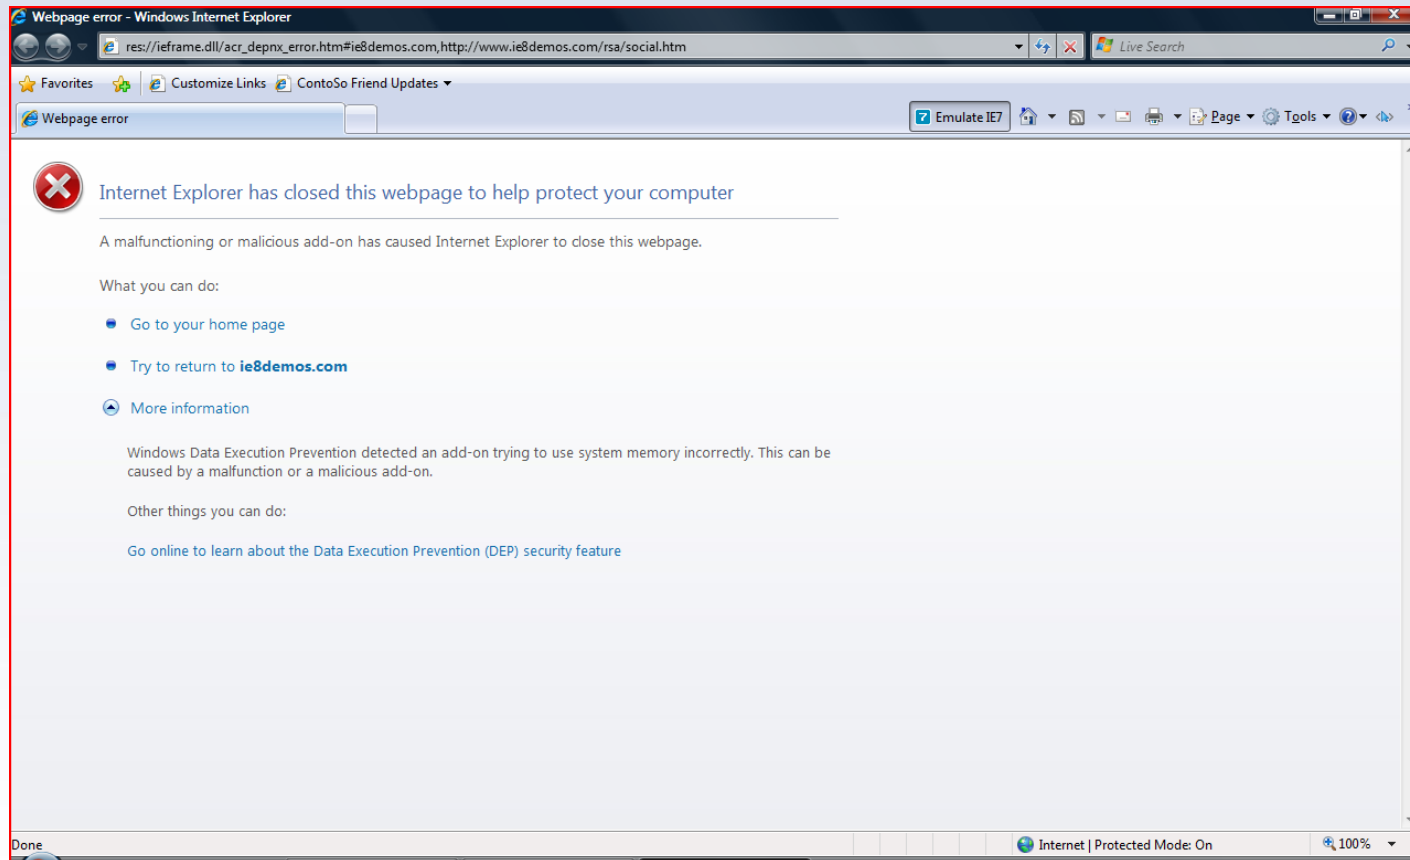 Webpage error - Windows Internet Explorer
res://ieframe.dll/acr_depnx_error.htm#ie8demos.com,http://www.ie8demos.com/rsa/social.htm
Live Search
Favorites Customize Links ContoSo Friend Updates
Webpage error
7 Emulate IE7 Page Tools
Internet Explorer has closed this webpage to help protect your computer
A malfunctioning or malicious add-on has caused Internet Explorer to close this webpage.
What you can do:
Go to your home page
Try to return to ie8demos.com
More information
Windows Data Execution Prevention detected an add-on trying to use system memory incorrectly. This can be
caused by a malfunction or a malicious add-on.
Other things you can do:
Go online to learn about the Data Execution Prevention (DEP) security feature
Done Internet | Protected Mode: On 100%